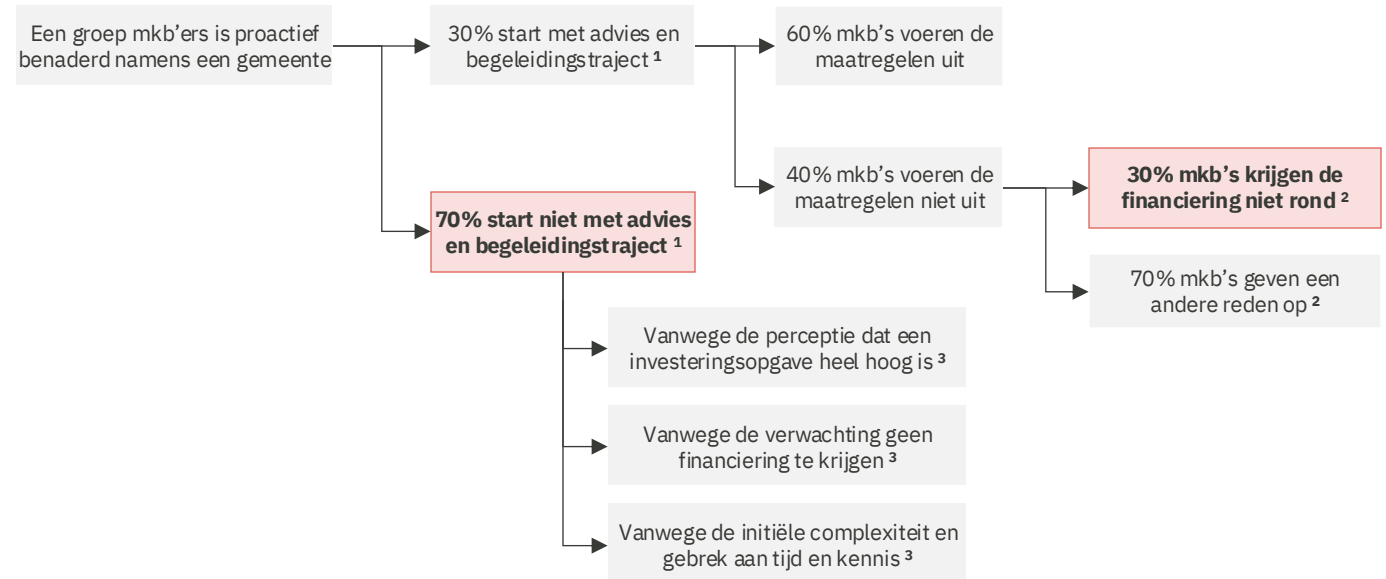 Een groep mkb’ers is proactief
benaderd namens een gemeente
30% start met advies en
begeleidingstraject ¹
60% mkb’s voeren de
maatregelen uit
40% mkb’s voeren de
maatregelen niet uit
30% mkb’s krijgen de
financiering niet rond ²
70% mkb’s geven een
andere reden op ²
70% start niet met advies
en begeleidingstraject ¹
Vanwege de perceptie dat een
investeringsopgave heel hoog is ³
Vanwege de verwachting geen
financiering te krijgen ³
Vanwege de initiële complexiteit en
gebrek aan tijd en kennis ³